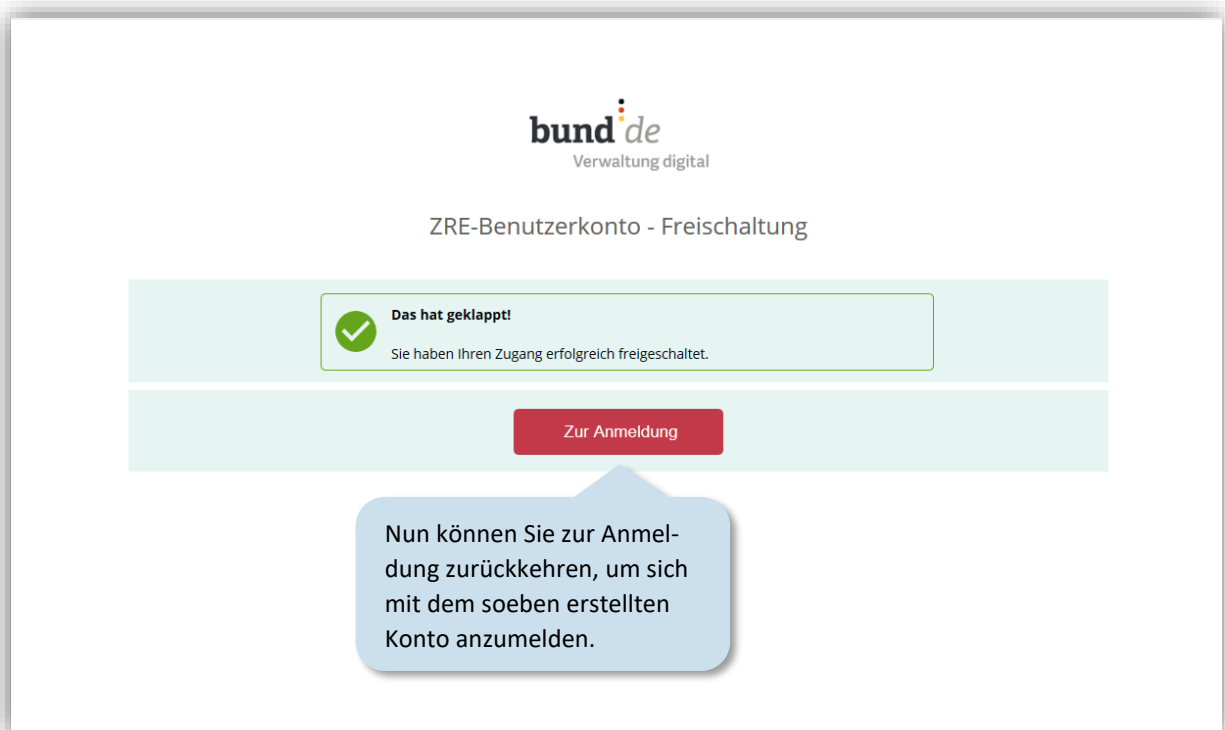 bund.de
Verwaltung digital
ZRE-Benutzerkonto - Freischaltung
Das hat geklappt!
Sie haben Ihren Zugang erfolgreich freigeschaltet.
Zur Anmeldung
Nun können Sie zur Anmel-
dung zurückkehren, um sich
mit dem soeben erstellten
Konto anzumelden.